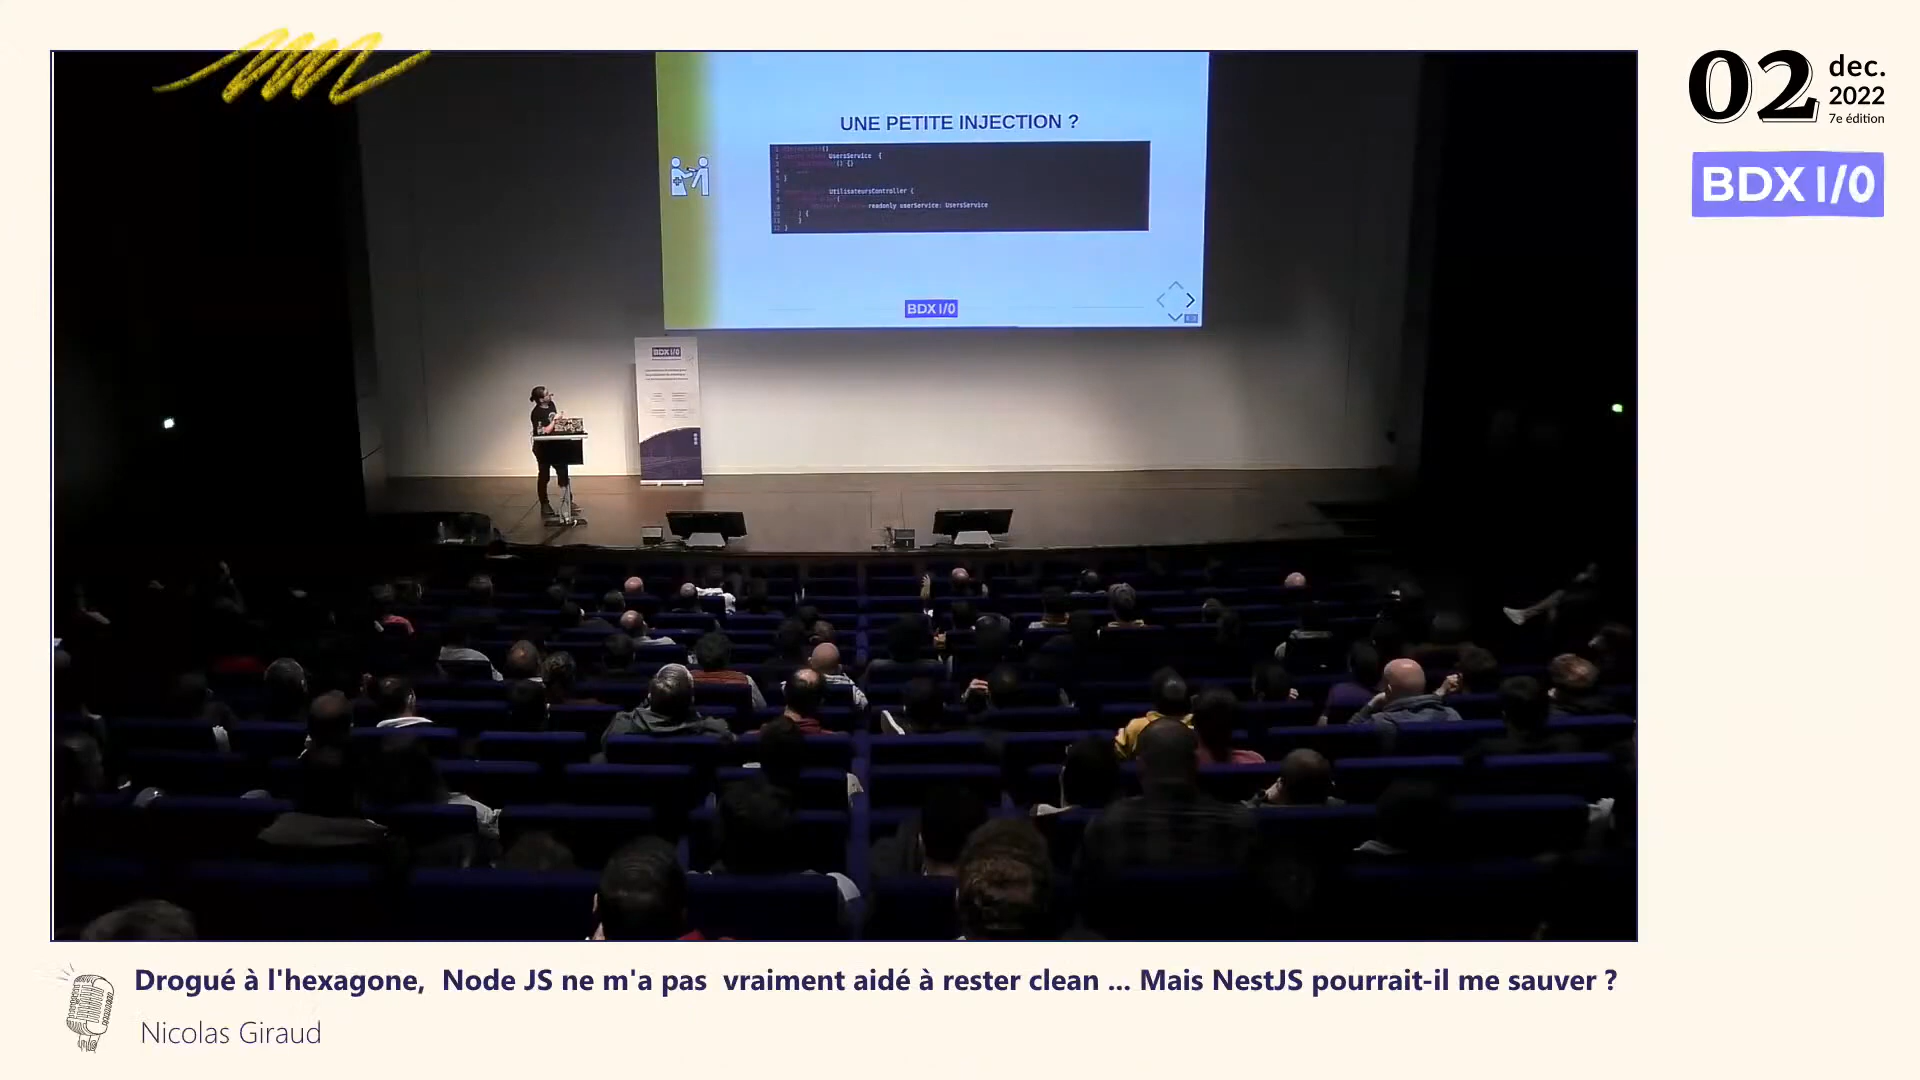 02
dec.
2022
7e édition
BDX I/O
UNE PETITE INJECTION ?
UsersService {
() {}
}
UtilisateursController {
readonly userService: UsersService
) {
}
}
BDX I/O
BDX I/O
Drogué à l'hexagone, Node JS ne m'a pas vraiment aidé à rester clean ... Mais NestJS pourrait-il me sauver ?
Nicolas Giraud